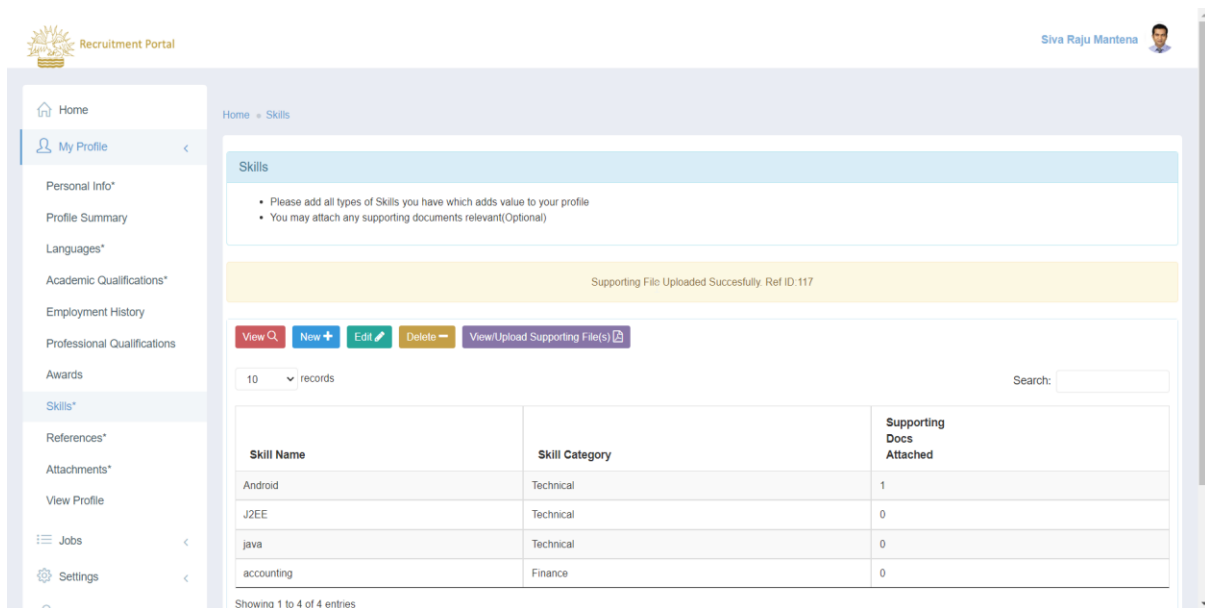 Recruitment Portal
Siva Raju Mantena
Home
My Profile
Personal Info*
Profile Summary
Languages*
Academic Qualifications*
Employment History
Professional Qualifications
Awards
Skills*
References*
Attachments*
View Profile
Jobs
Settings
Home Skills
Skills
• Please add all types of Skills you have which adds value to your profile
• You may attach any supporting documents relevant(Optional)
Supporting File Uploaded Succesfully. Ref ID:117
View New Edit Delete View/Upload Supporting File(s)
10 records Search:
Supporting
Docs
Skill Name Skill Category Attached
Android Technical 1
J2EE Technical 0
java Technical 0
accounting Finance 0
Showing 1 to 4 of 4 entries